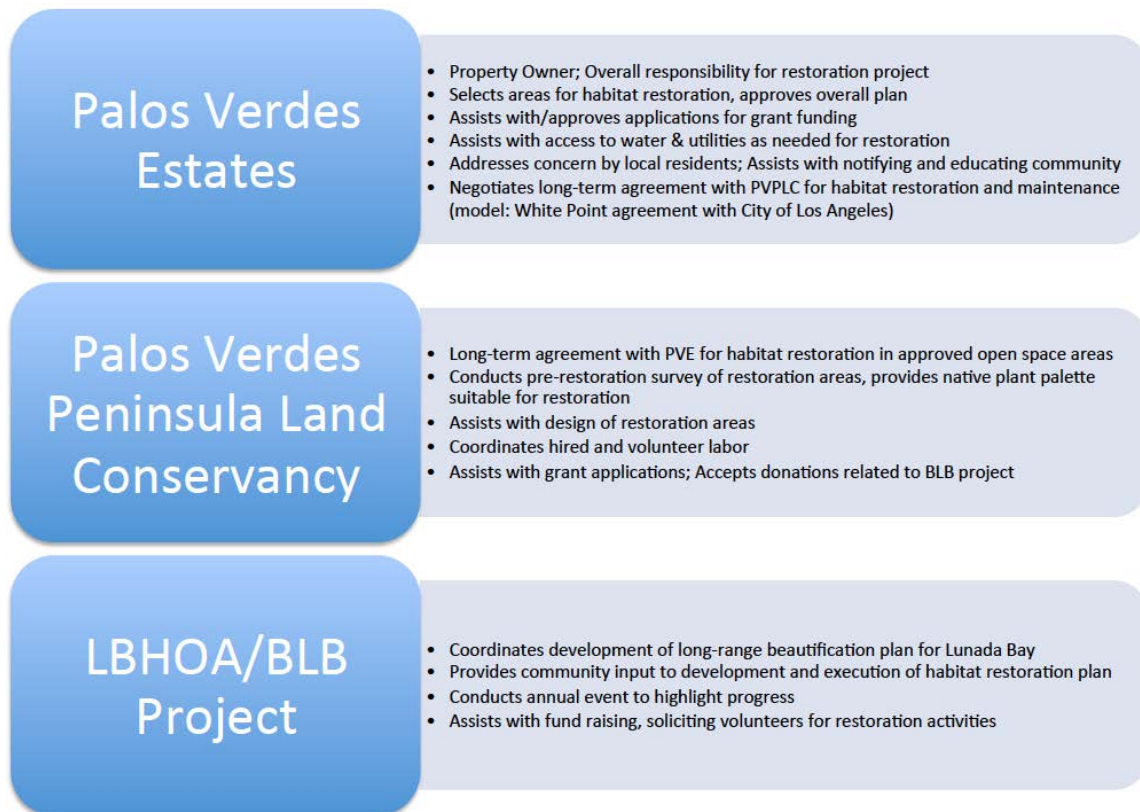 Palos Verdes
Estates
• Property Owner; Overall responsibility for restoration project
• Selects areas for habitat restoration, approves overall plan
• Assists with/approves applications for grant funding
• Assists with access to water & utilities as needed for restoration
• Addresses concern by local residents; Assists with notifying and educating community
• Negotiates long-term agreement with PVPLC for habitat restoration and maintenance
(model: White Point agreement with City of Los Angeles)
Palos Verdes
Peninsula Land
Conservancy
• Long-term agreement with PVE for habitat restoration in approved open space areas
• Conducts pre-restoration survey of restoration areas, provides native plant palette
suitable for restoration
• Assists with design of restoration areas
• Coordinates hired and volunteer labor
• Assists with grant applications; Accepts donations related to BLB project
LBHOA/BLB
Project
• Coordinates development of long-range beautification plan for Lunada Bay
• Provides community input to development and execution of habitat restoration plan
• Conducts annual event to highlight progress
• Assists with fund raising, soliciting volunteers for restoration activities